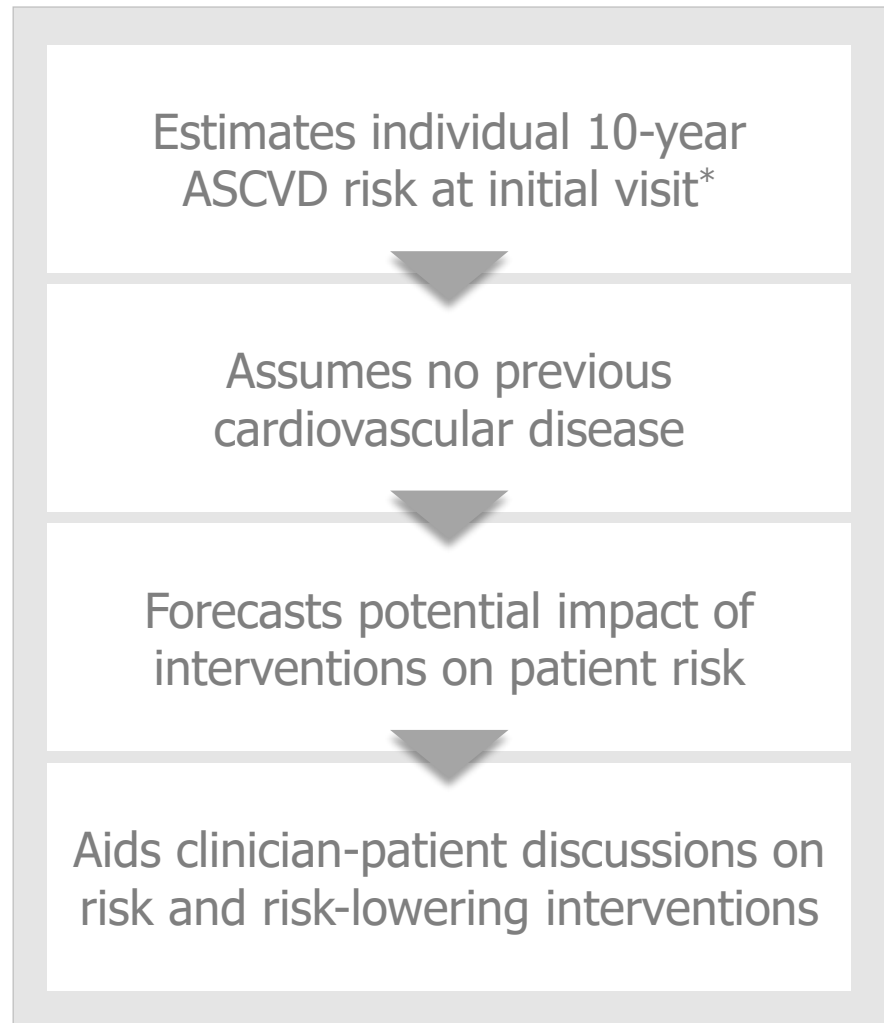 Estimates individual 10-year
ASCVD risk at initial visit*
Assumes no previous
cardiovascular disease
Forecasts potential impact of
interventions on patient risk
Aids clinician-patient discussions on
risk and risk-lowering interventions